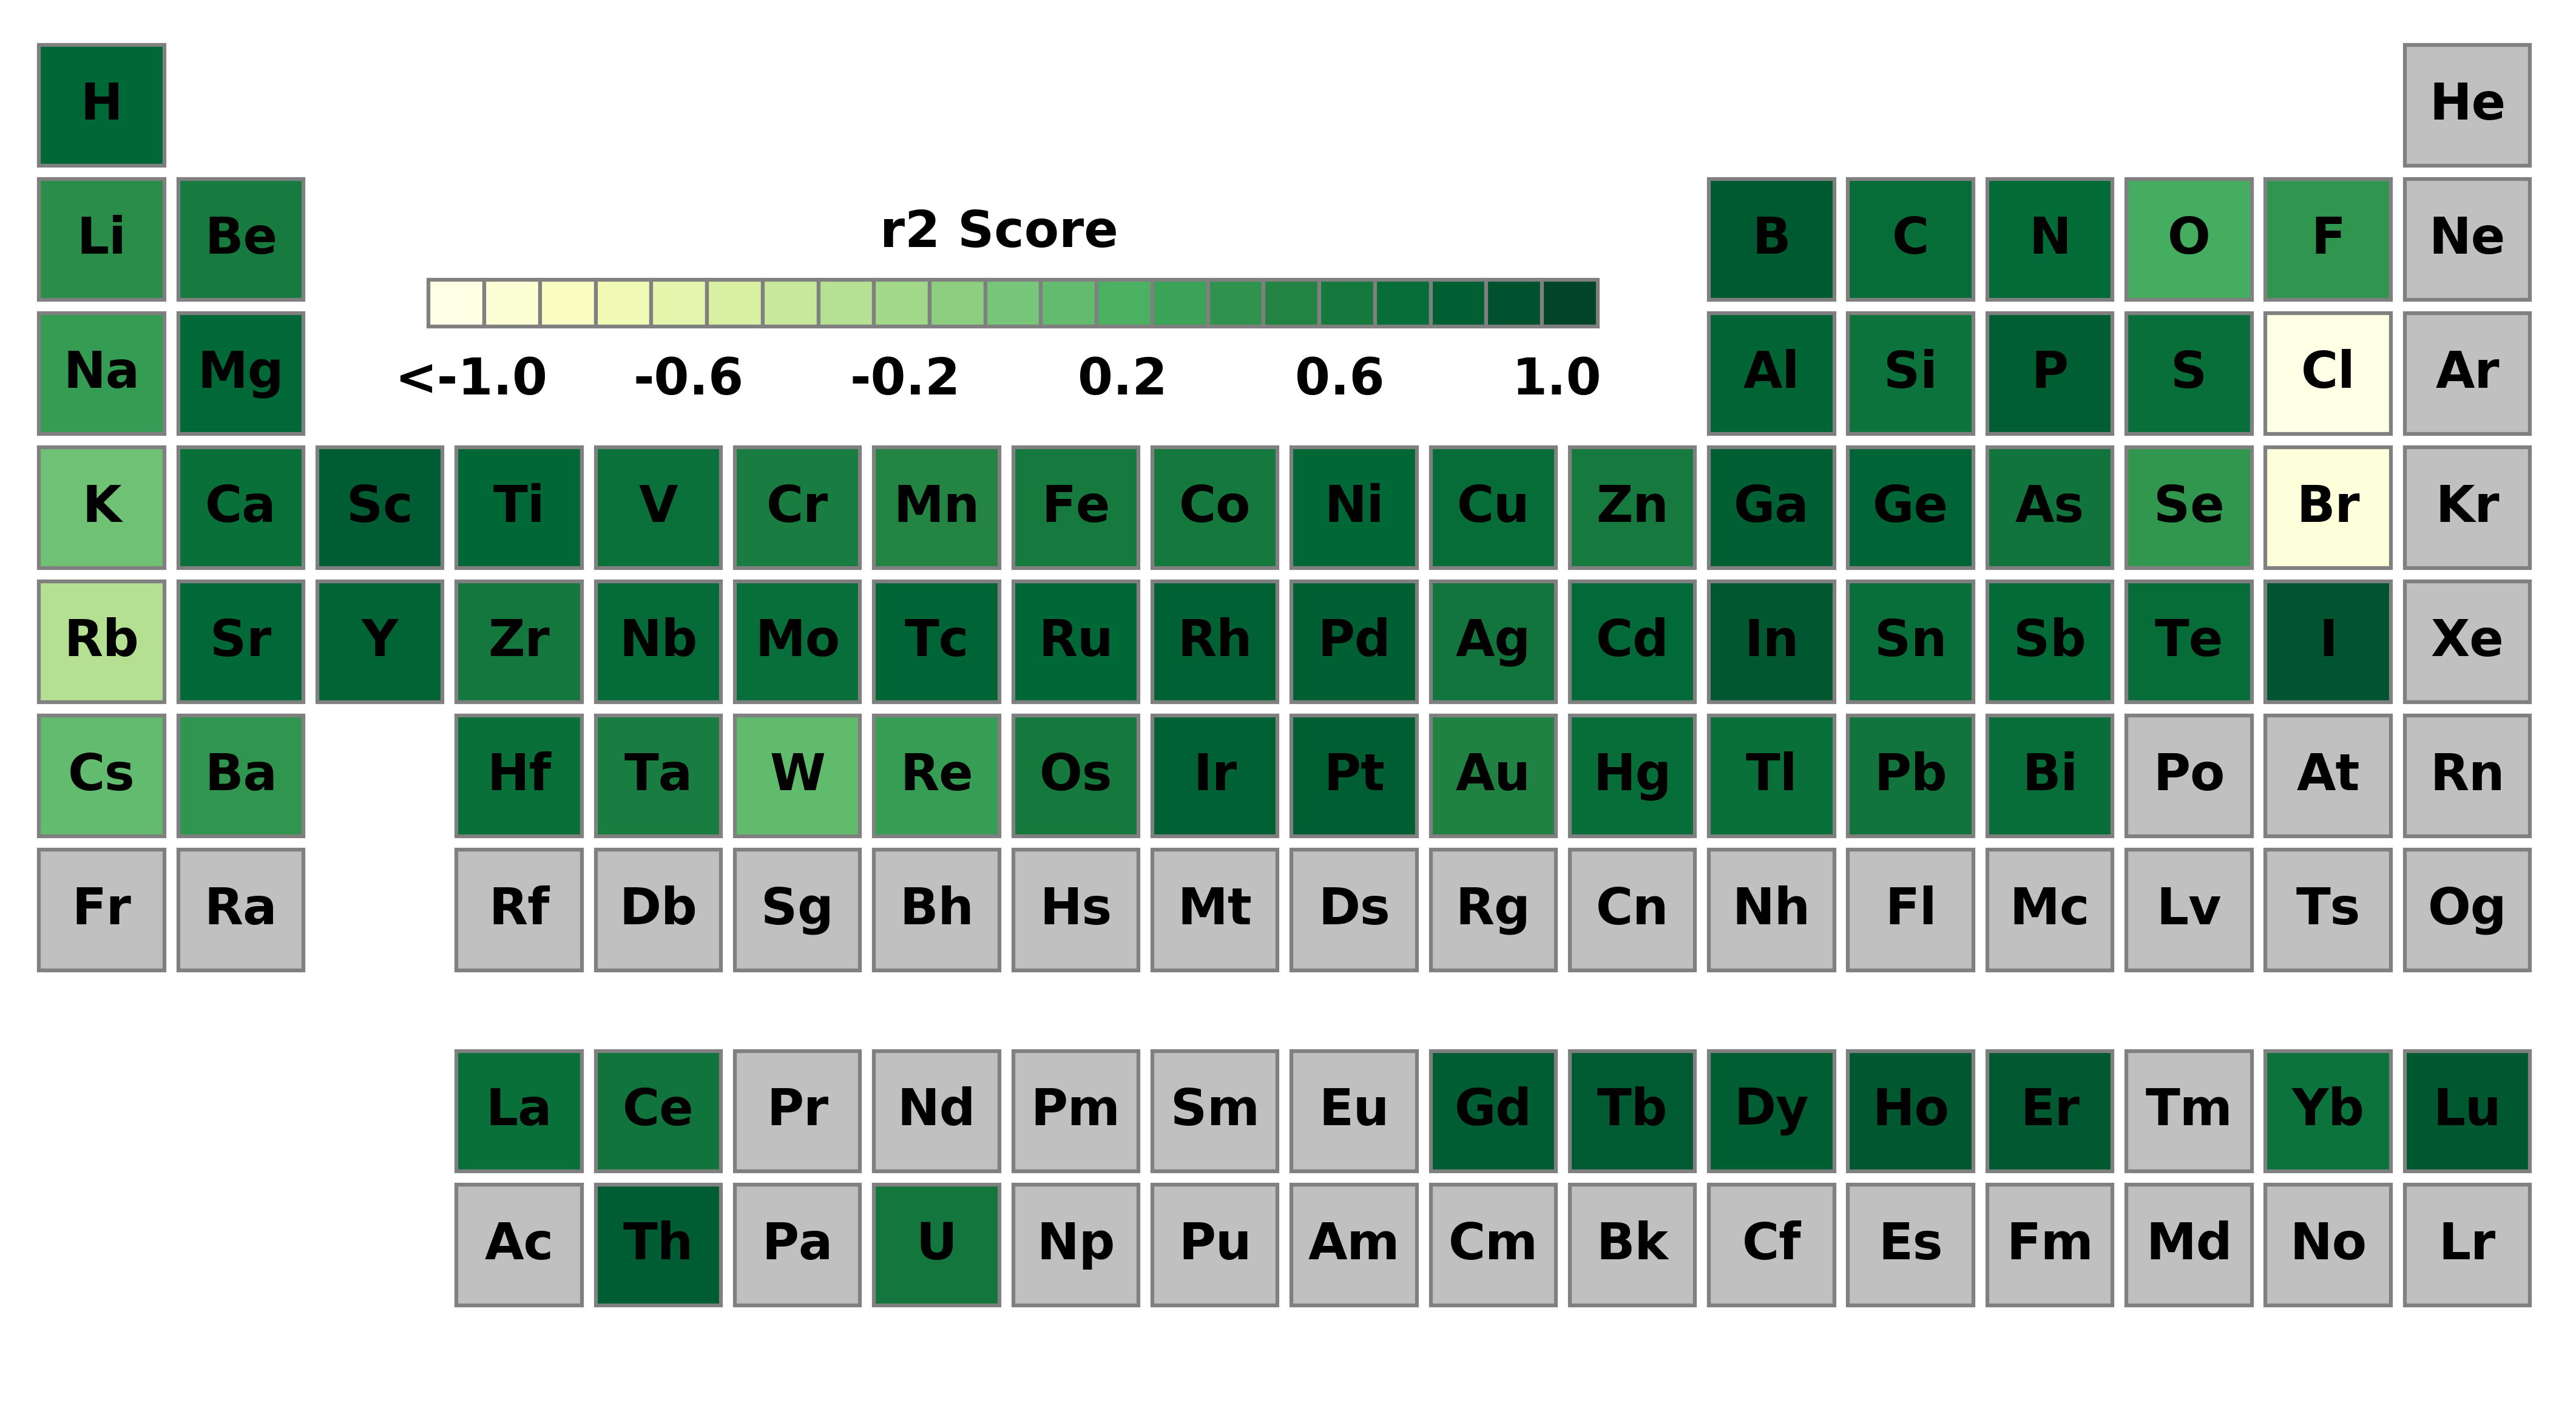 H He
Li Be B C N O F Ne
r2 Score
Na Mg Al Si P S Cl Ar
<-1.0 -0.6 -0.2 0.2 0.6 1.0
K Ca Sc Ti V Cr Mn Fe Co Ni Cu Zn Ga Ge As Se Br Kr
Rb Sr Y Zr Nb Mo Tc Ru Rh Pd Ag Cd In Sn Sb Te I Xe
Cs Ba Hf Ta W Re Os Ir Pt Au Hg Tl Pb Bi Po At Rn
Fr Ra Rf Db Sg Bh Hs Mt Ds Rg Cn Nh Fl Mc Lv Ts Og
La Ce Pr Nd Pm Sm Eu Gd Tb Dy Ho Er Tm Yb Lu
Ac Th Pa U Np Pu Am Cm Bk Cf Es Fm Md No Lr